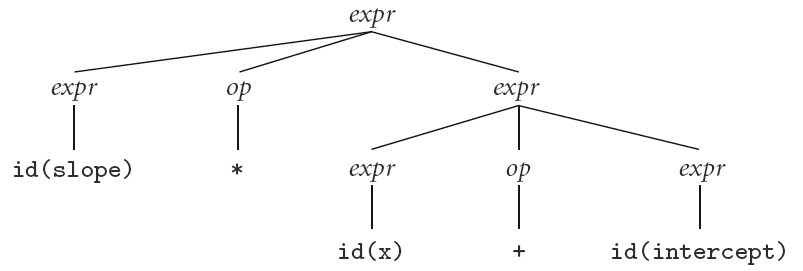 expr
expr op expr
id(slope) * expr op expr
id(x) + id(intercept)